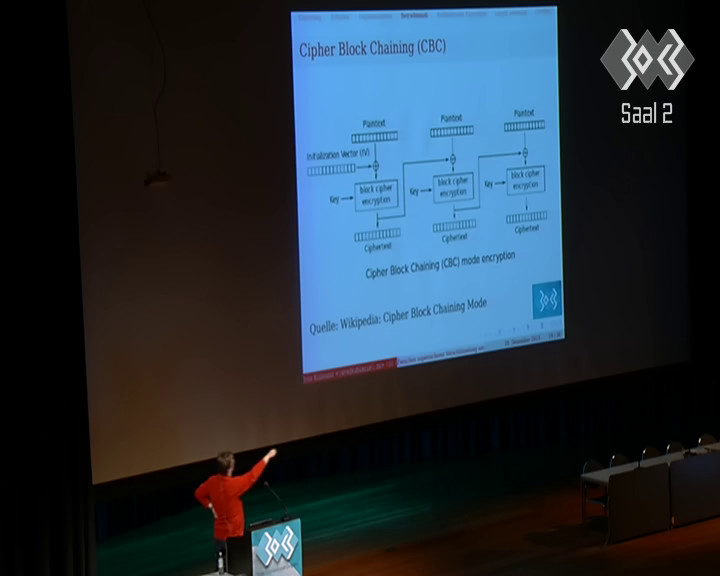 Saal 2
Cipher Block Chaining (CBC)
Plaintext
Plaintext
Plaintext
Initialization Vector (IV)
Key
block cipher
encryption
Key
block cipher
encryption
Key
block cipher
encryption
Ciphertext
Ciphertext
Ciphertext
Cipher Block Chaining (CBC) mode encryption
Quelle: Wikipedia: Cipher Block Chaining Mode